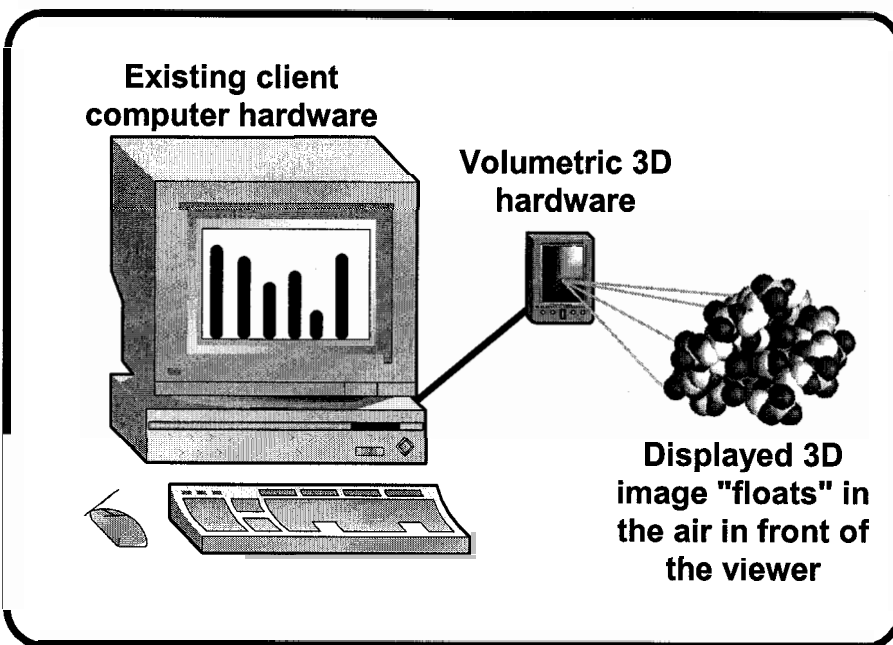 Existing client
computer hardware
Volumetric 3D
hardware
Displayed 3D
image "floats" in
the air in front of
the viewer